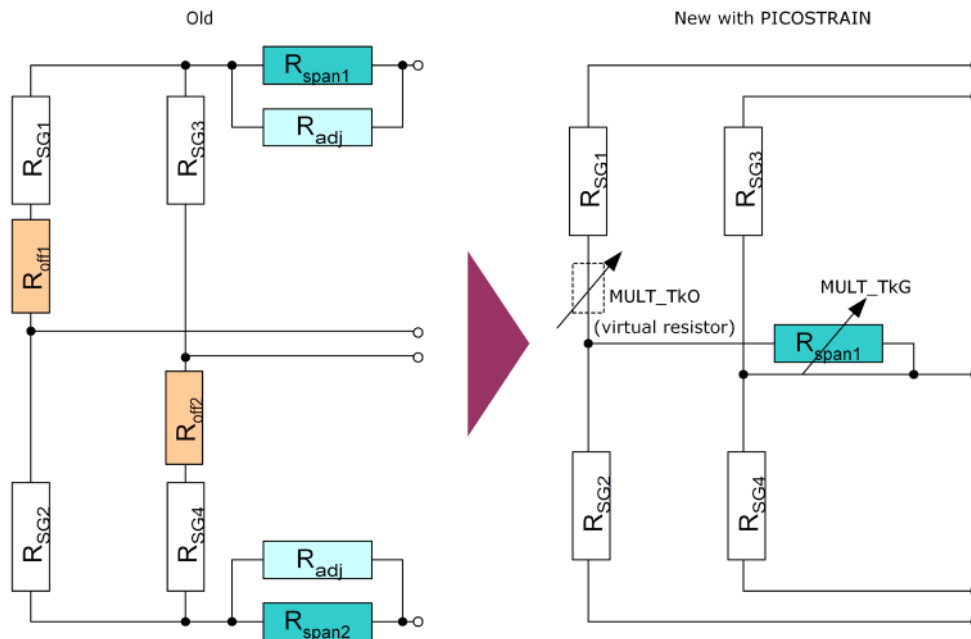 Old
New with PICOSTRAIN
Rspan1
Radj
RSG1
RSG3
Roff1
Roff2
RSG2
RSG4
Radj
Rspan2
RSG1
RSG3
MULT_TkO
(virtual resistor)
MULT_TkG
Rspan1
RSG2
RSG4